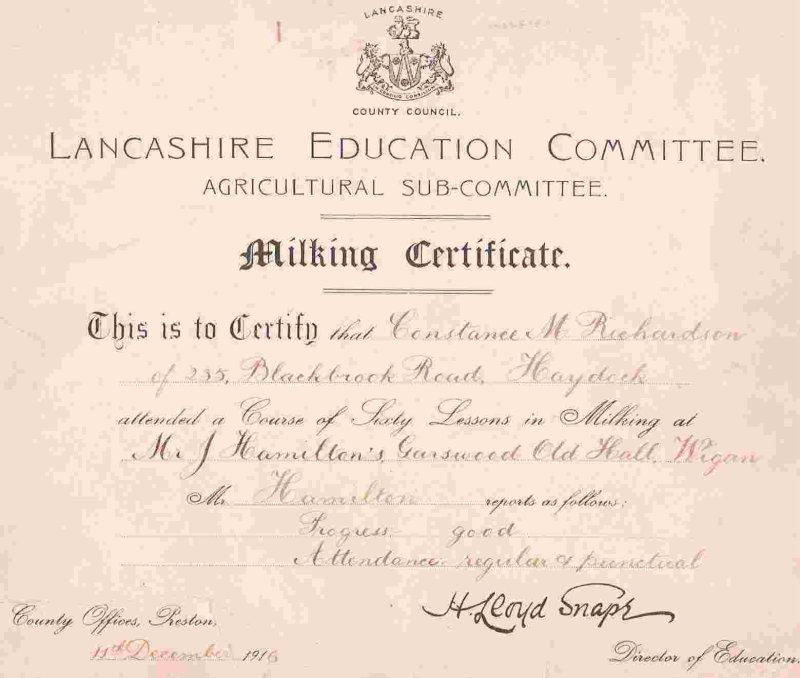 LANCASHIRE
COUNTY COUNCIL.
LANCASHIRE EDUCATION COMMITTEE.
AGRICULTURAL SUB-COMMITTEE.
Milking Certificate.
This is to Certify that Constance M Richardson
of 235, Blackbrook Road, Haydock
attended a Course of Sixty Lessons in Milking at
Mr J Hamilton's, Garswood Old Hall, Wigan
Mr. Hamilton reports as follows:
Progress. good
Attendance. regular & punctual
H. Lloyd Snape
County Offices, Preston,
11th December 1916
Director of Education.